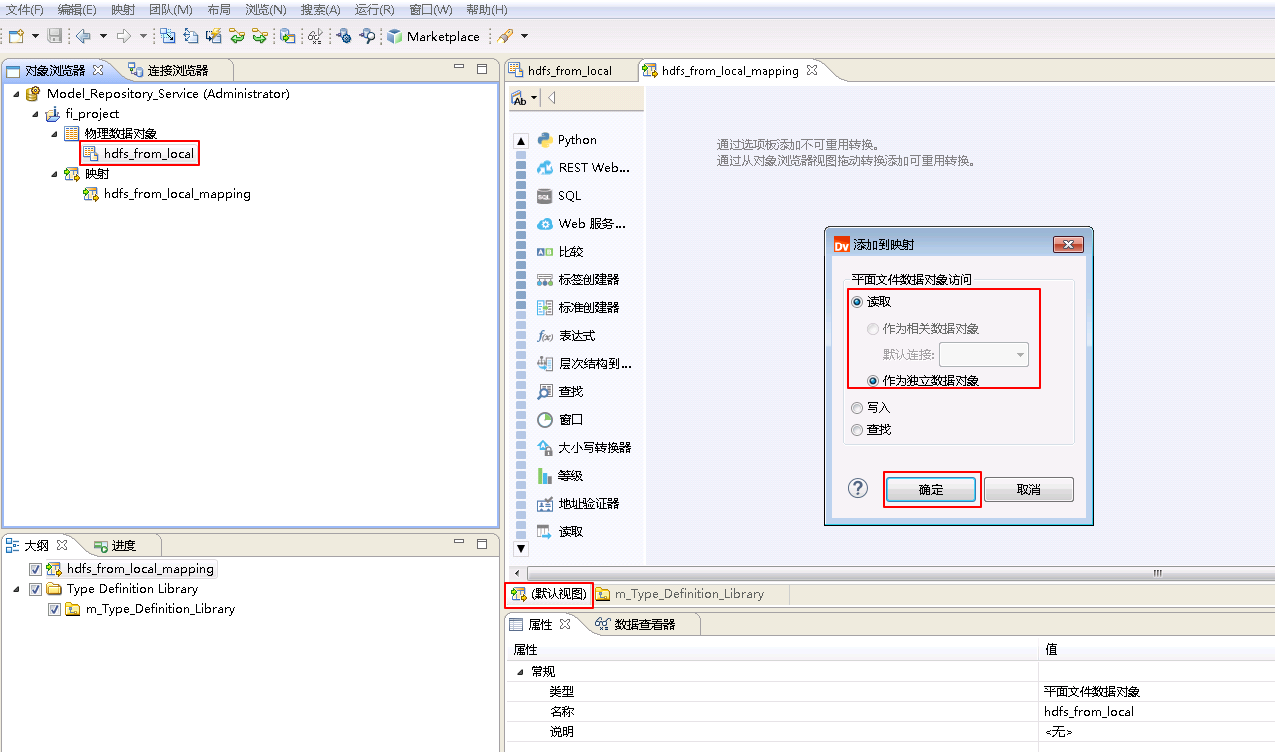 文件(F) 编辑(E) 映射 团队(M) 布局 浏览(N) 搜索(A) 运行(R) 窗口(W) 帮助(H)
Marketplace
对象浏览器 连接浏览器
Model_Repository_Service (Administrator)
fi_project
物理数据对象
hdfs_from_local
映射
hdfs_from_local_mapping
大纲 进度
hdfs_from_local_mapping
Type Definition Library
m_Type_Definition_Library
hdfs_from_local hdfs_from_local_mapping
Ab
Python
REST Web...
SQL
Web 服务...
比较
标签创建器
标准创建器
f(x) 表达式
层次结构到...
查找
窗口
大小写转换器
等级
地址验证器
读取
通过选项板添加不可重用转换。
通过从对象浏览器视图拖动转换添加可重用转换。
Dv 添加到映射
平面文件数据对象访问
读取
作为相关数据对象
默认连接:
作为独立数据对象
写入
查找
? 确定 取消
(默认视图) m_Type_Definition_Library
属性 数据查看器
属性 值
常规
类型 平面文件数据对象
名称 hdfs_from_local
说明 <无>